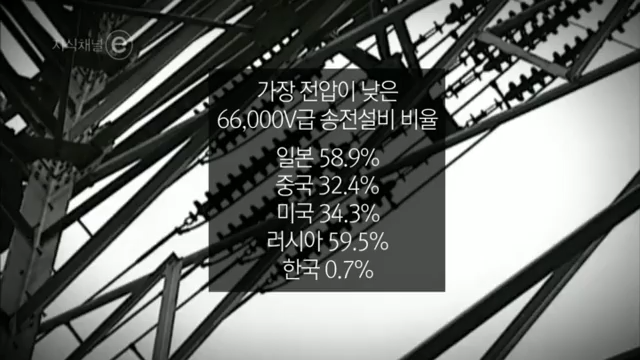 지식채널 e
가장 전압이 낮은
66,000V급 송전설비 비율
일본 58.9%
중국 32.4%
미국 34.3%
러시아 59.5%
한국 0.7%